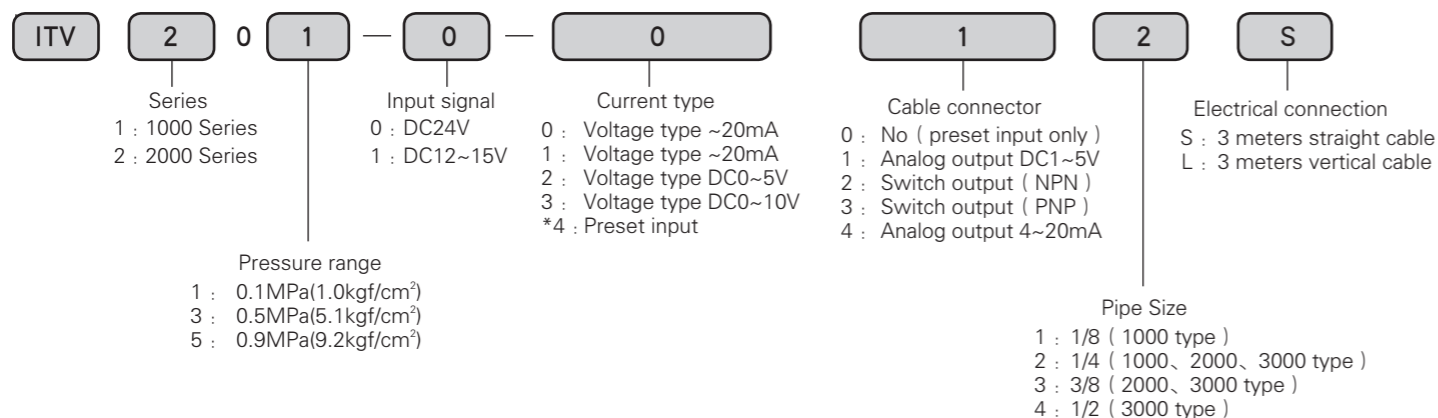 ITV 2 0 1 — 0 — 0 1 2 S
Series
1 : 1000 Series
2 : 2000 Series
Input signal
0 : DC24V
1 : DC12~15V
Current type
0 : Voltage type ~20mA
1 : Voltage type ~20mA
2 : Voltage type DC0~5V
3 : Voltage type DC0~10V
*4 : Preset input
Cable connector
0 : No ( preset input only )
1 : Analog output DC1~5V
2 : Switch output ( NPN )
3 : Switch output ( PNP )
4 : Analog output 4~20mA
Electrical connection
S : 3 meters straight cable
L : 3 meters vertical cable
Pressure range
1 : 0.1MPa(1.0kgf/cm²)
3 : 0.5MPa(5.1kgf/cm²)
5 : 0.9MPa(9.2kgf/cm²)
Pipe Size
1 : 1/8 ( 1000 type )
2 : 1/4 ( 1000、2000、3000 type )
3 : 3/8 ( 2000、3000 type )
4 : 1/2 ( 3000 type )